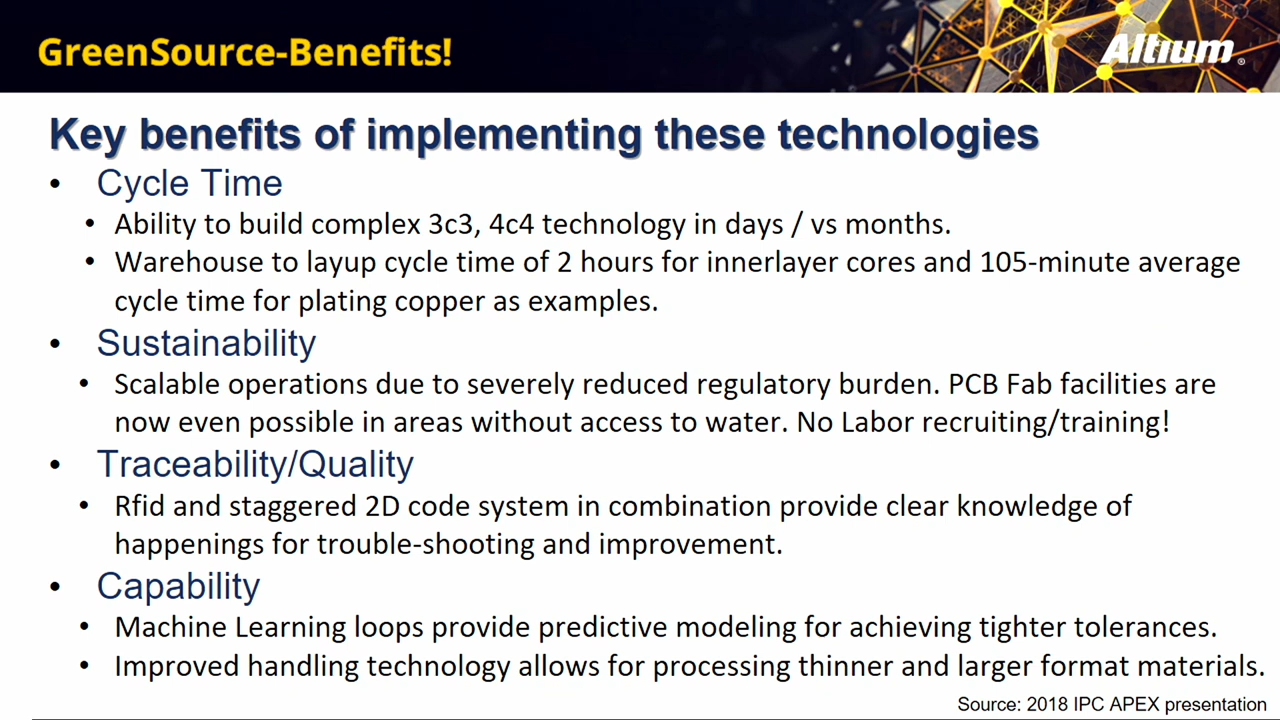 GreenSource-Benefits!
Altium®
Key benefits of implementing these technologies
• Cycle Time
• Ability to build complex 3c3, 4c4 technology in days / vs months.
• Warehouse to layup cycle time of 2 hours for innerlayer cores and 105-minute average
cycle time for plating copper as examples.
• Sustainability
• Scalable operations due to severely reduced regulatory burden. PCB Fab facilities are
now even possible in areas without access to water. No Labor recruiting/training!
• Traceability/Quality
• Rfid and staggered 2D code system in combination provide clear knowledge of
happenings for trouble-shooting and improvement.
• Capability
• Machine Learning loops provide predictive modeling for achieving tighter tolerances.
• Improved handling technology allows for processing thinner and larger format materials.
Source: 2018 IPC APEX presentation